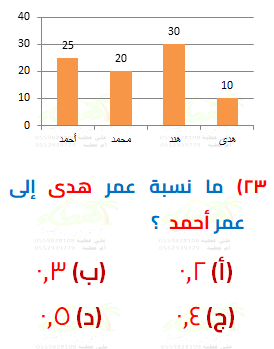 40
30
20
10
0
25
20
30
10
أحمد
محمد
هند
هدى
٢٣) ما نسبة عمر هدى إلى
عمر أحمد ؟
(أ) ٠,٢ (ب) ٠,٣
(ج) ٠,٤ (د) ٠,٥